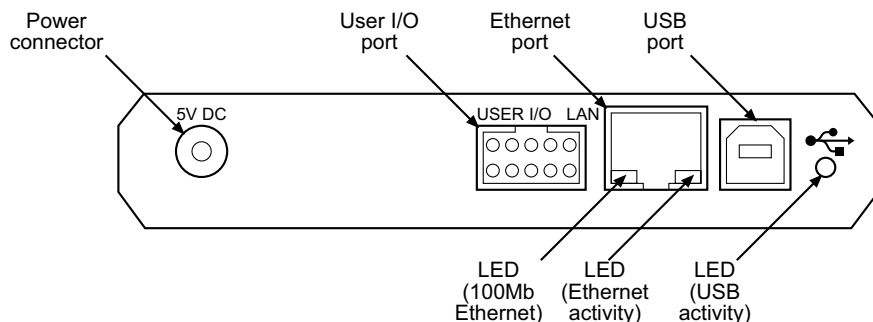 Power
connector
User I/O
port
Ethernet
port
USB
port
5V DC
USER I/O
LAN
LED
(100Mb
Ethernet)
LED
(Ethernet
activity)
LED
(USB
activity)